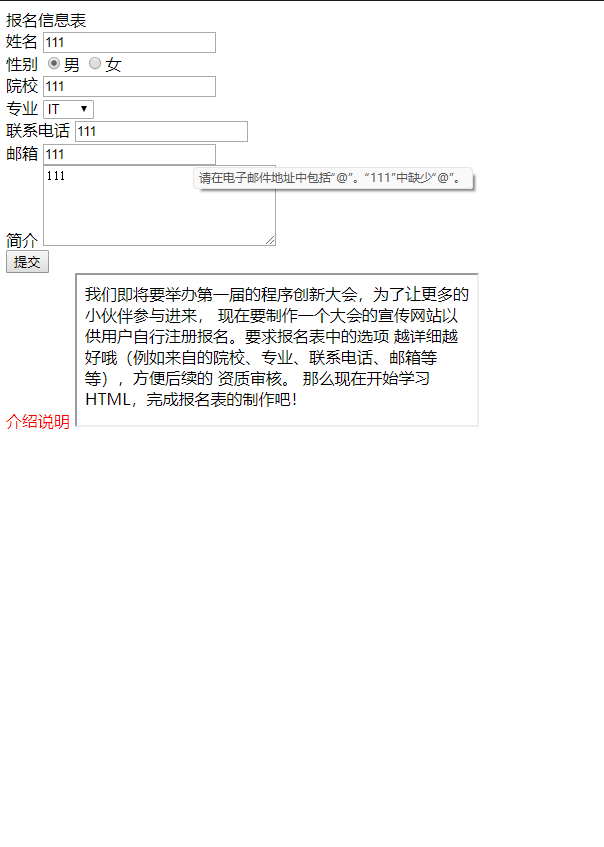 报名信息表
姓名 111
性别 男 女
院校 111
专业 IT
联系电话 111
邮箱 111
请在电子邮件地址中包括“@”。“111”中缺少“@”。
111
简介
提交
我们即将要举办第一届的程序创新大会，为了让更多的
小伙伴参与进来， 现在要制作一个大会的宣传网站以
供用户自行注册报名。要求报名表中的选项 越详细越
好哦（例如来自的院校、专业、联系电话、邮箱等
等），方便后续的 资质审核。 那么现在开始学习
HTML，完成报名表的制作吧！
介绍说明